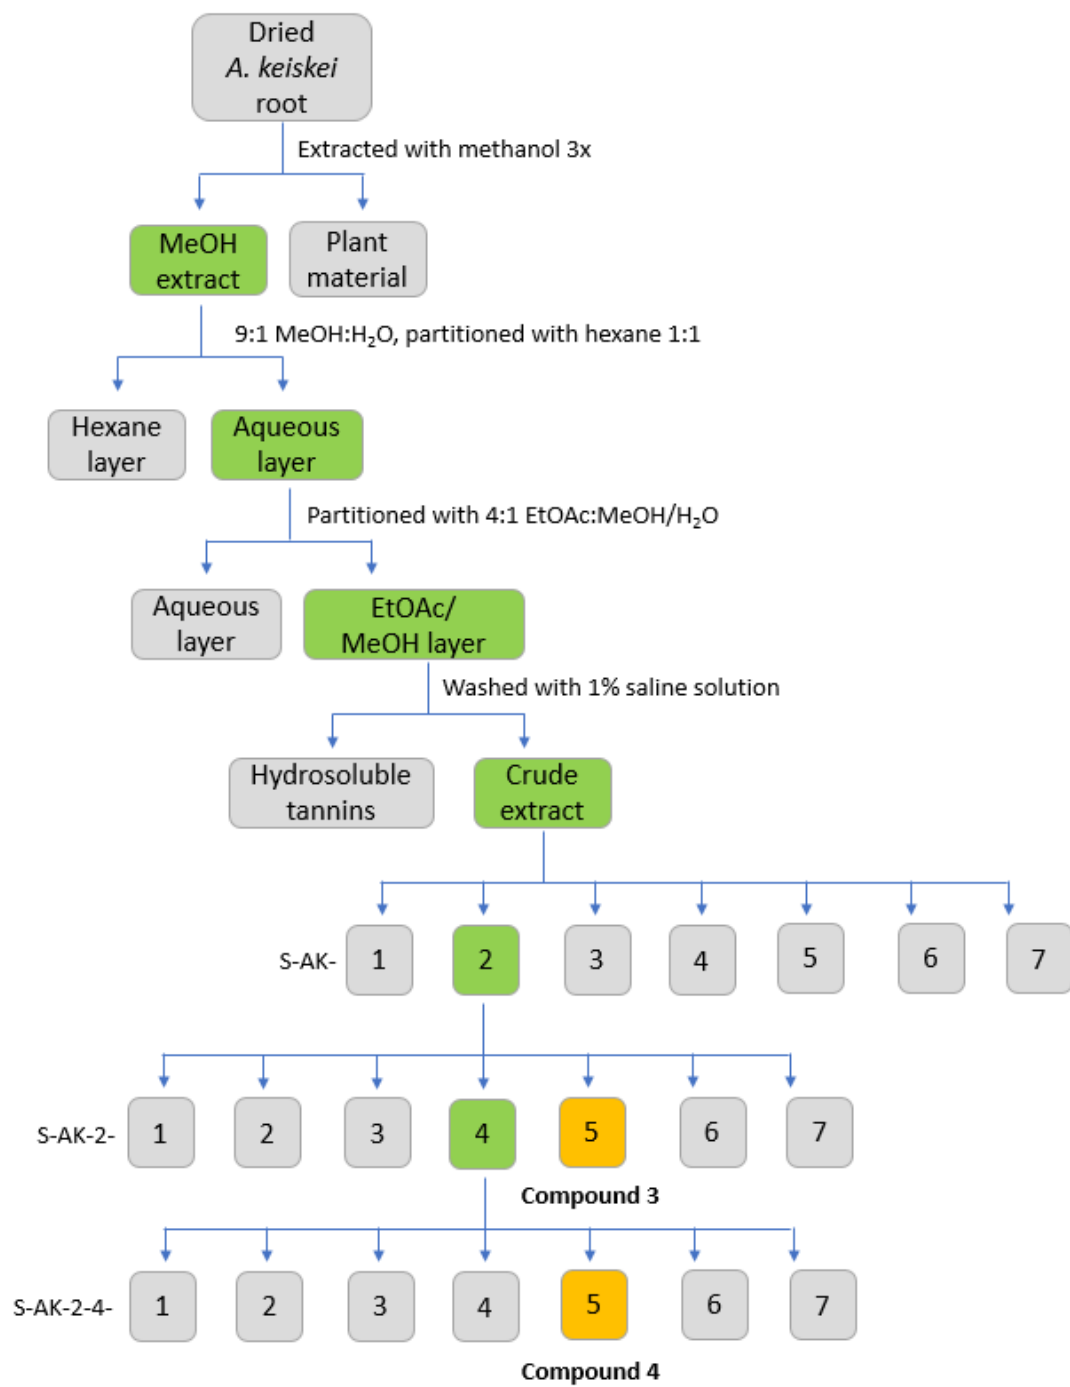 Dried
A. keiskei
root
Extracted with methanol 3x
MeOH
extract
Plant
material
9:1 MeOH:H₂O, partitioned with hexane 1:1
Hexane
layer
Aqueous
layer
Partitioned with 4:1 EtOAc:MeOH/H₂O
Aqueous
layer
EtOAc/
MeOH layer
Washed with 1% saline solution
Hydrosoluble
tannins
Crude
extract
S-AK- 1 2 3 4 5 6 7
S-AK-2- 1 2 3 4 5 6 7
Compound 3
S-AK-2-4- 1 2 3 4 5 6 7
Compound 4